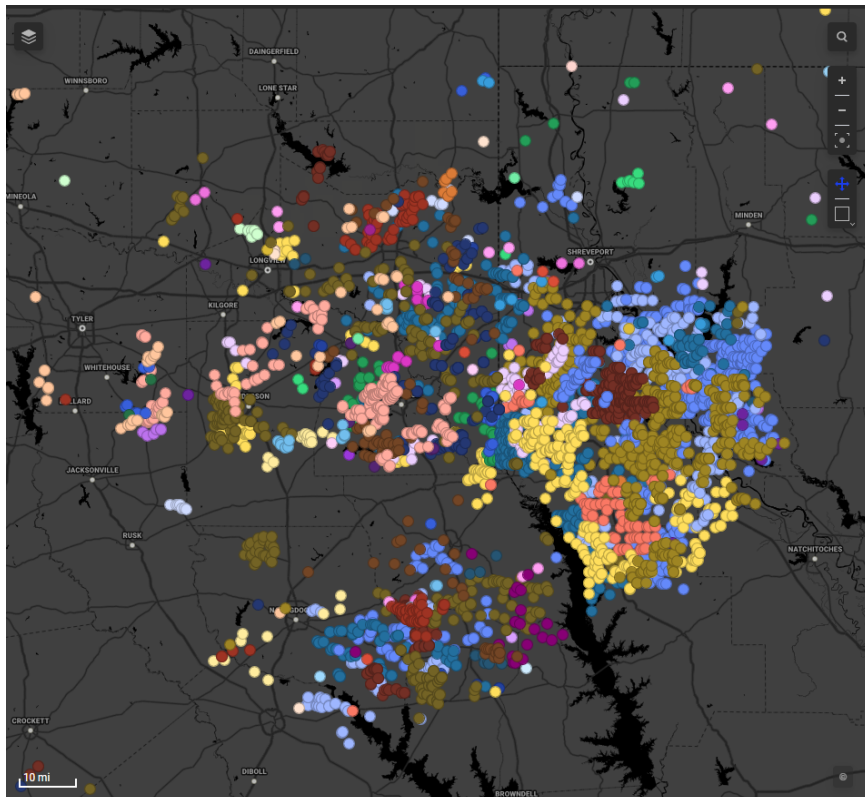 DAINGERFIELD
WINNSBORO
LONE STAR
MINEOLA
MINDEN
SHREVEPORT
LONGVIEW
KILGORE
TYLER
WHITEHOUSE
JACKSONVILLE
RUSK
NATCHITOCHES
CROCKETT
DIBOLL
10 mi
BROWNDELL
©